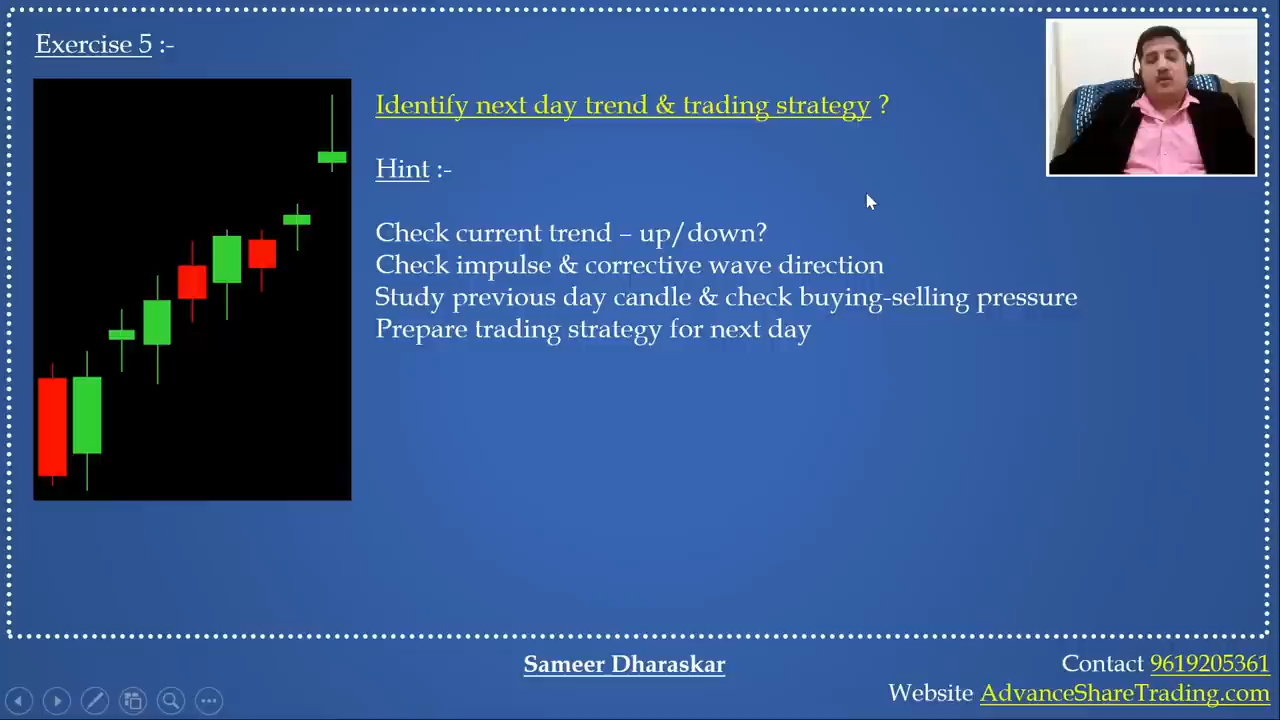 Exercise 5 :-
Identify next day trend & trading strategy ?
Hint :-
Check current trend – up/down?
Check impulse & corrective wave direction
Study previous day candle & check buying-selling pressure
Prepare trading strategy for next day
Sameer Dharaskar
Contact 9619205361
Website AdvanceShareTrading.com